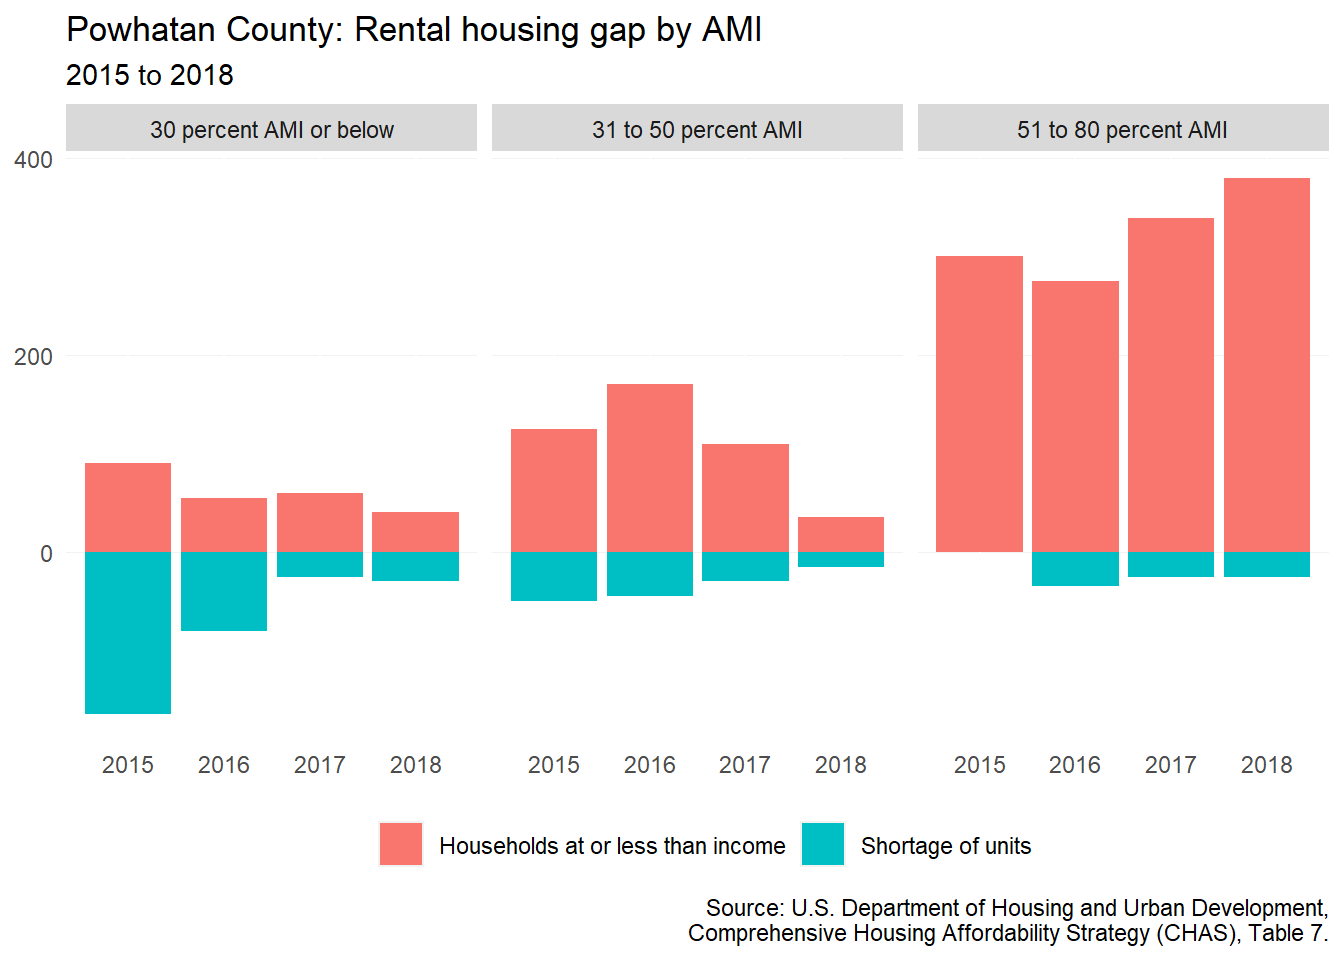 Powhatan County: Rental housing gap by AMI
2015 to 2018
30 percent AMI or below
31 to 50 percent AMI
51 to 80 percent AMI
400
200
0
2015 2016 2017 2018
2015 2016 2017 2018
2015 2016 2017 2018
Households at or less than income
Shortage of units
Source: U.S. Department of Housing and Urban Development,
Comprehensive Housing Affordability Strategy (CHAS), Table 7.